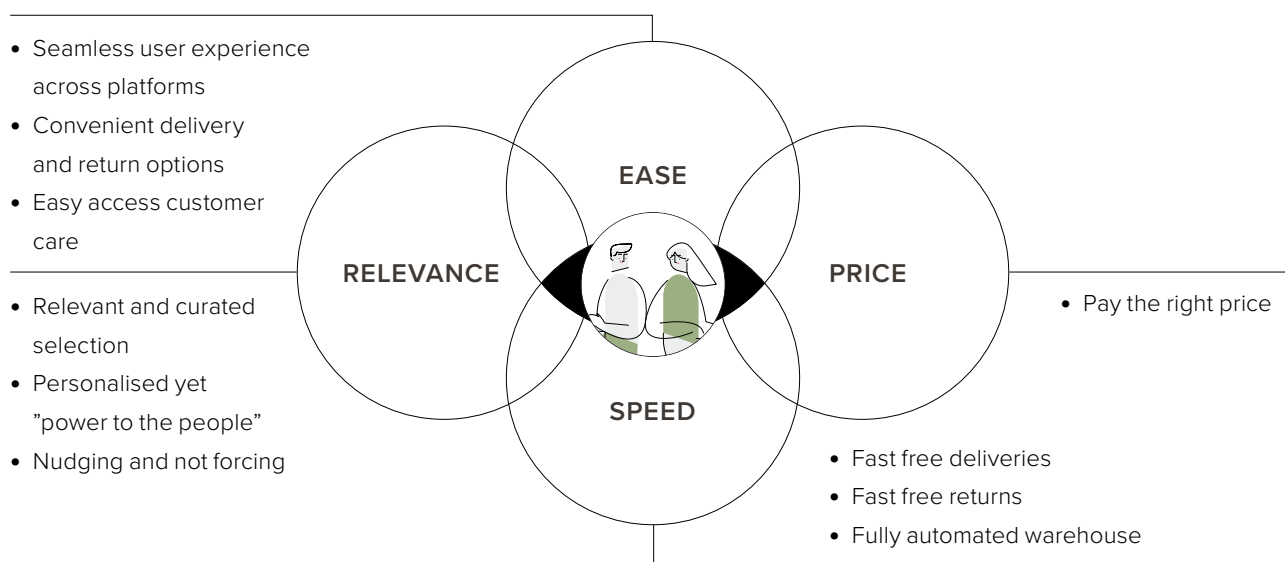 • Seamless user experience
across platforms
• Convenient delivery
and return options
• Easy access customer
care
EASE
RELEVANCE
PRICE
• Relevant and curated
selection
• Personalised yet
”power to the people”
• Nudging and not forcing
• Pay the right price
SPEED
• Fast free deliveries
• Fast free returns
• Fully automated warehouse